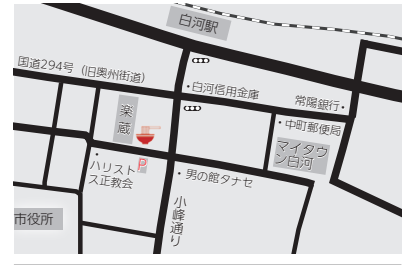 白河駅
国道294号（旧奥州街道）
・白河信用金庫
常陽銀行・
楽蔵
・中町郵便局
マイタウ
ン白河
・
ハリスト
ス正教会
P
・男の館タナセ
市役所
小峰通り